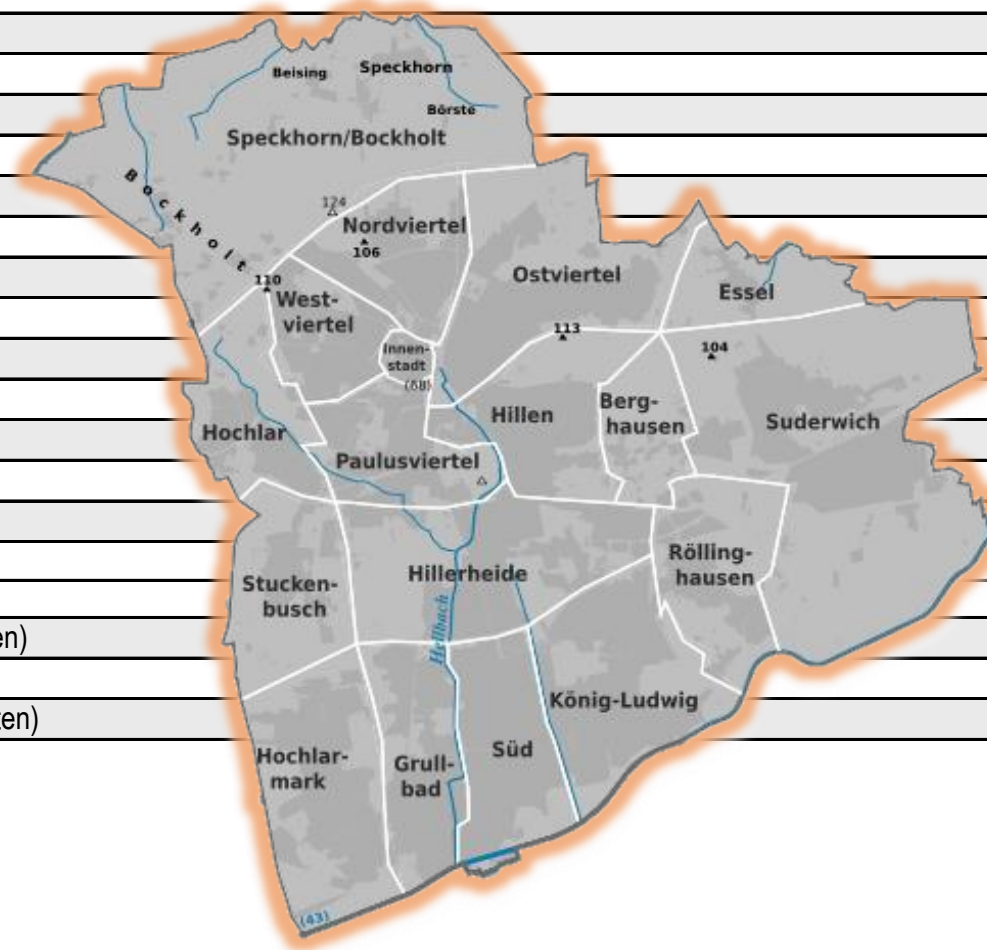 Beising
Speckhorn
Börste
Speckhorn/Bockholt
Bockholt
124
Nordviertel
106
110
West-
viertel
Ostviertel
Essel
Innen-
stadt
(68)
113
104
Hochlar
Hillen
Berg-
hausen
Suderwich
Paulusviertel
Stucken-
busch
Hillerheide
Rölling-
hausen
Hellbach
en)
ten)
König-Ludwig
Hochlar-
mark
Grull-
bad
Süd
(43)